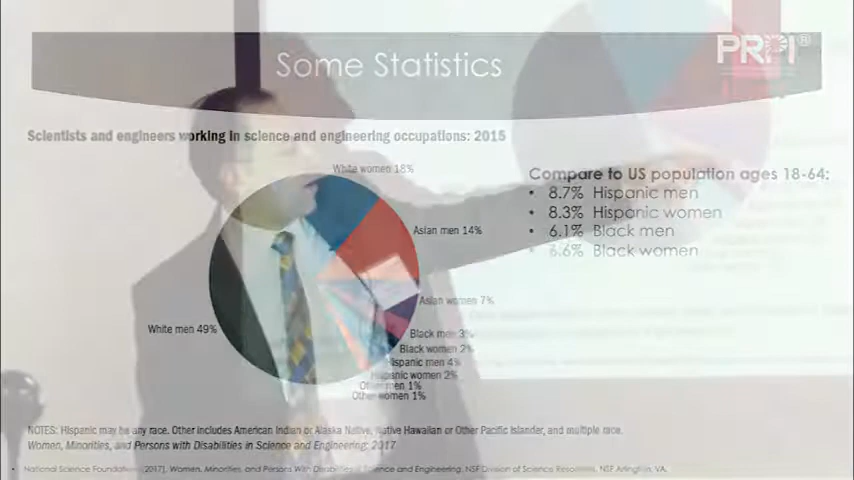 PRPI®
Some Statistics
Scientists and engineers working in science and engineering occupations: 2015
White women 18%
Asian men 14%
Asian women 7%
Black men 3%
Black women 2%
Hispanic men 4%
Hispanic women 2%
Other men 1%
Other women 1%
White men 49%
Compare to US population ages 18-64:
• 8.7% Hispanic men
• 8.3% Hispanic women
• 6.1% Black men
• 6.6% Black women
NOTES: Hispanic may be any race. Other includes American Indian or Alaska Native, Native Hawaiian or Other Pacific Islander, and multiple race.
Women, Minorities, and Persons with Disabilities in Science and Engineering: 2017
• National Science Foundation. (2017). Women, Minorities, and Persons With Disabilities in Science and Engineering, NSF Division of Science Resources, NSF Arlington, VA.